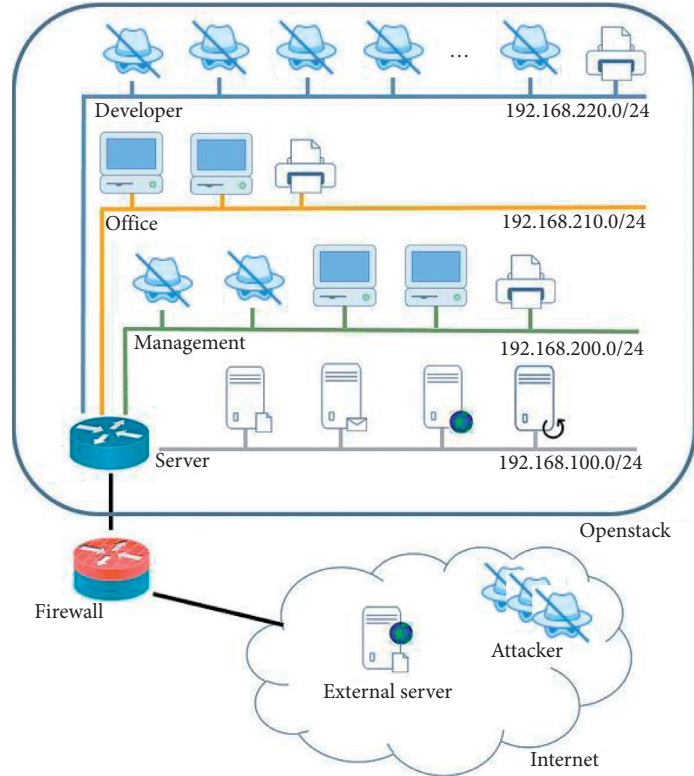 ...
Developer
192.168.220.0/24
Office
192.168.210.0/24
Management
192.168.200.0/24
Server
192.168.100.0/24
Openstack
Firewall
Attacker
External server
Internet